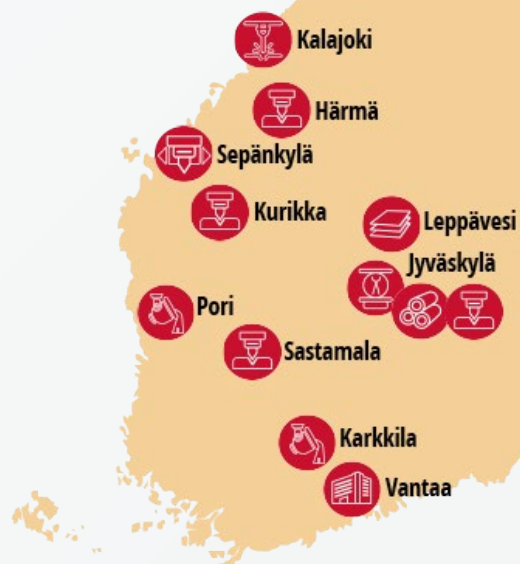 Kalajoki
Härmä
Sepänkylä
Kurikka
Leppävesi
Jyväskylä
Pori
Sastamala
Karkkila
Vantaa